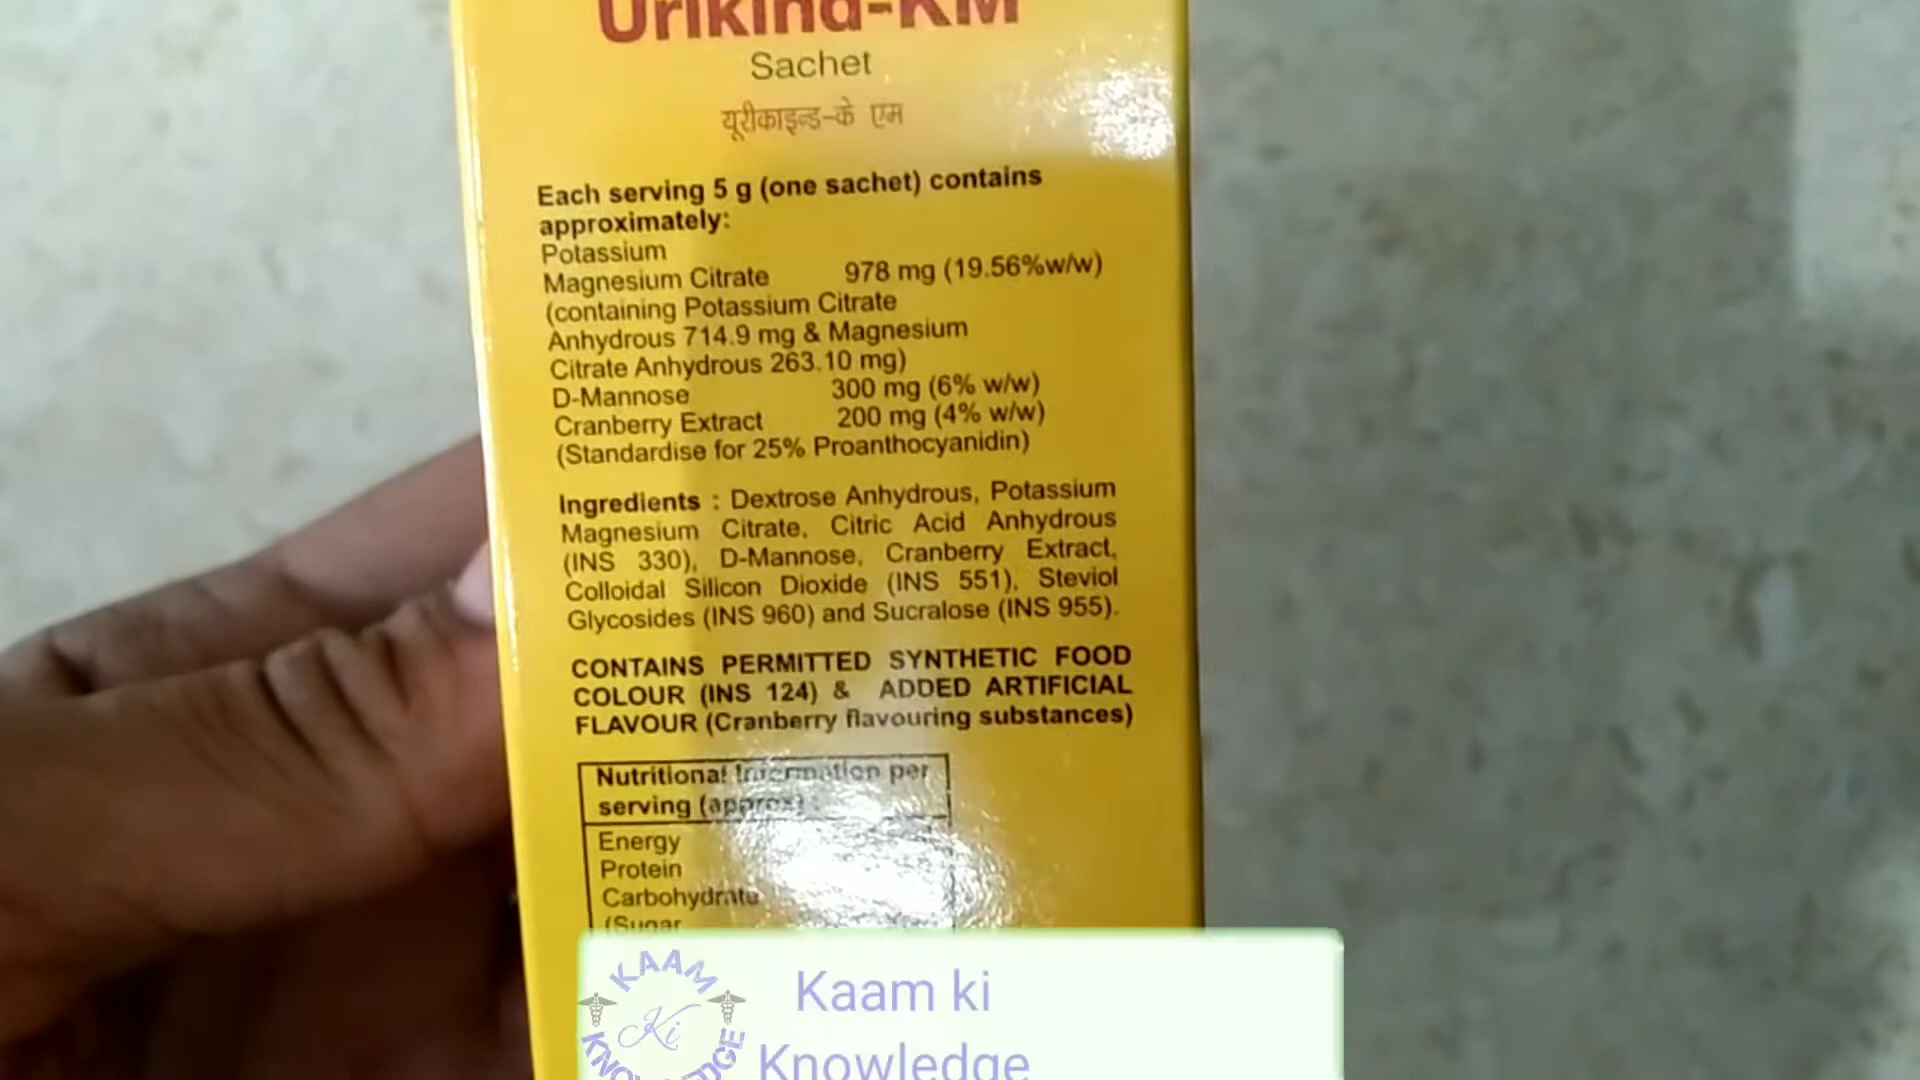 Urikind-KM
Sachet
यूरीकाइन्ड-के एम
Each serving 5 g (one sachet) contains
approximately:
Potassium
Magnesium Citrate 978 mg (19.56%w/w)
(containing Potassium Citrate
Anhydrous 714.9 mg & Magnesium
Citrate Anhydrous 263.10 mg)
D-Mannose 300 mg (6% w/w)
Cranberry Extract 200 mg (4% w/w)
(Standardise for 25% Proanthocyanidin)
Ingredients : Dextrose Anhydrous, Potassium
Magnesium Citrate, Citric Acid Anhydrous
(INS 330), D-Mannose, Cranberry Extract,
Colloidal Silicon Dioxide (INS 551), Steviol
Glycosides (INS 960) and Sucralose (INS 955).
CONTAINS PERMITTED SYNTHETIC FOOD
COLOUR (INS 124) & ADDED ARTIFICIAL
FLAVOUR (Cranberry flavouring substances)
Nutritional Information per
serving (approx) :
Energy
Protein
Carbohydrate
(Sugar
KAAM
Ki
KNOWLEDGE
Kaam ki
Knowledge